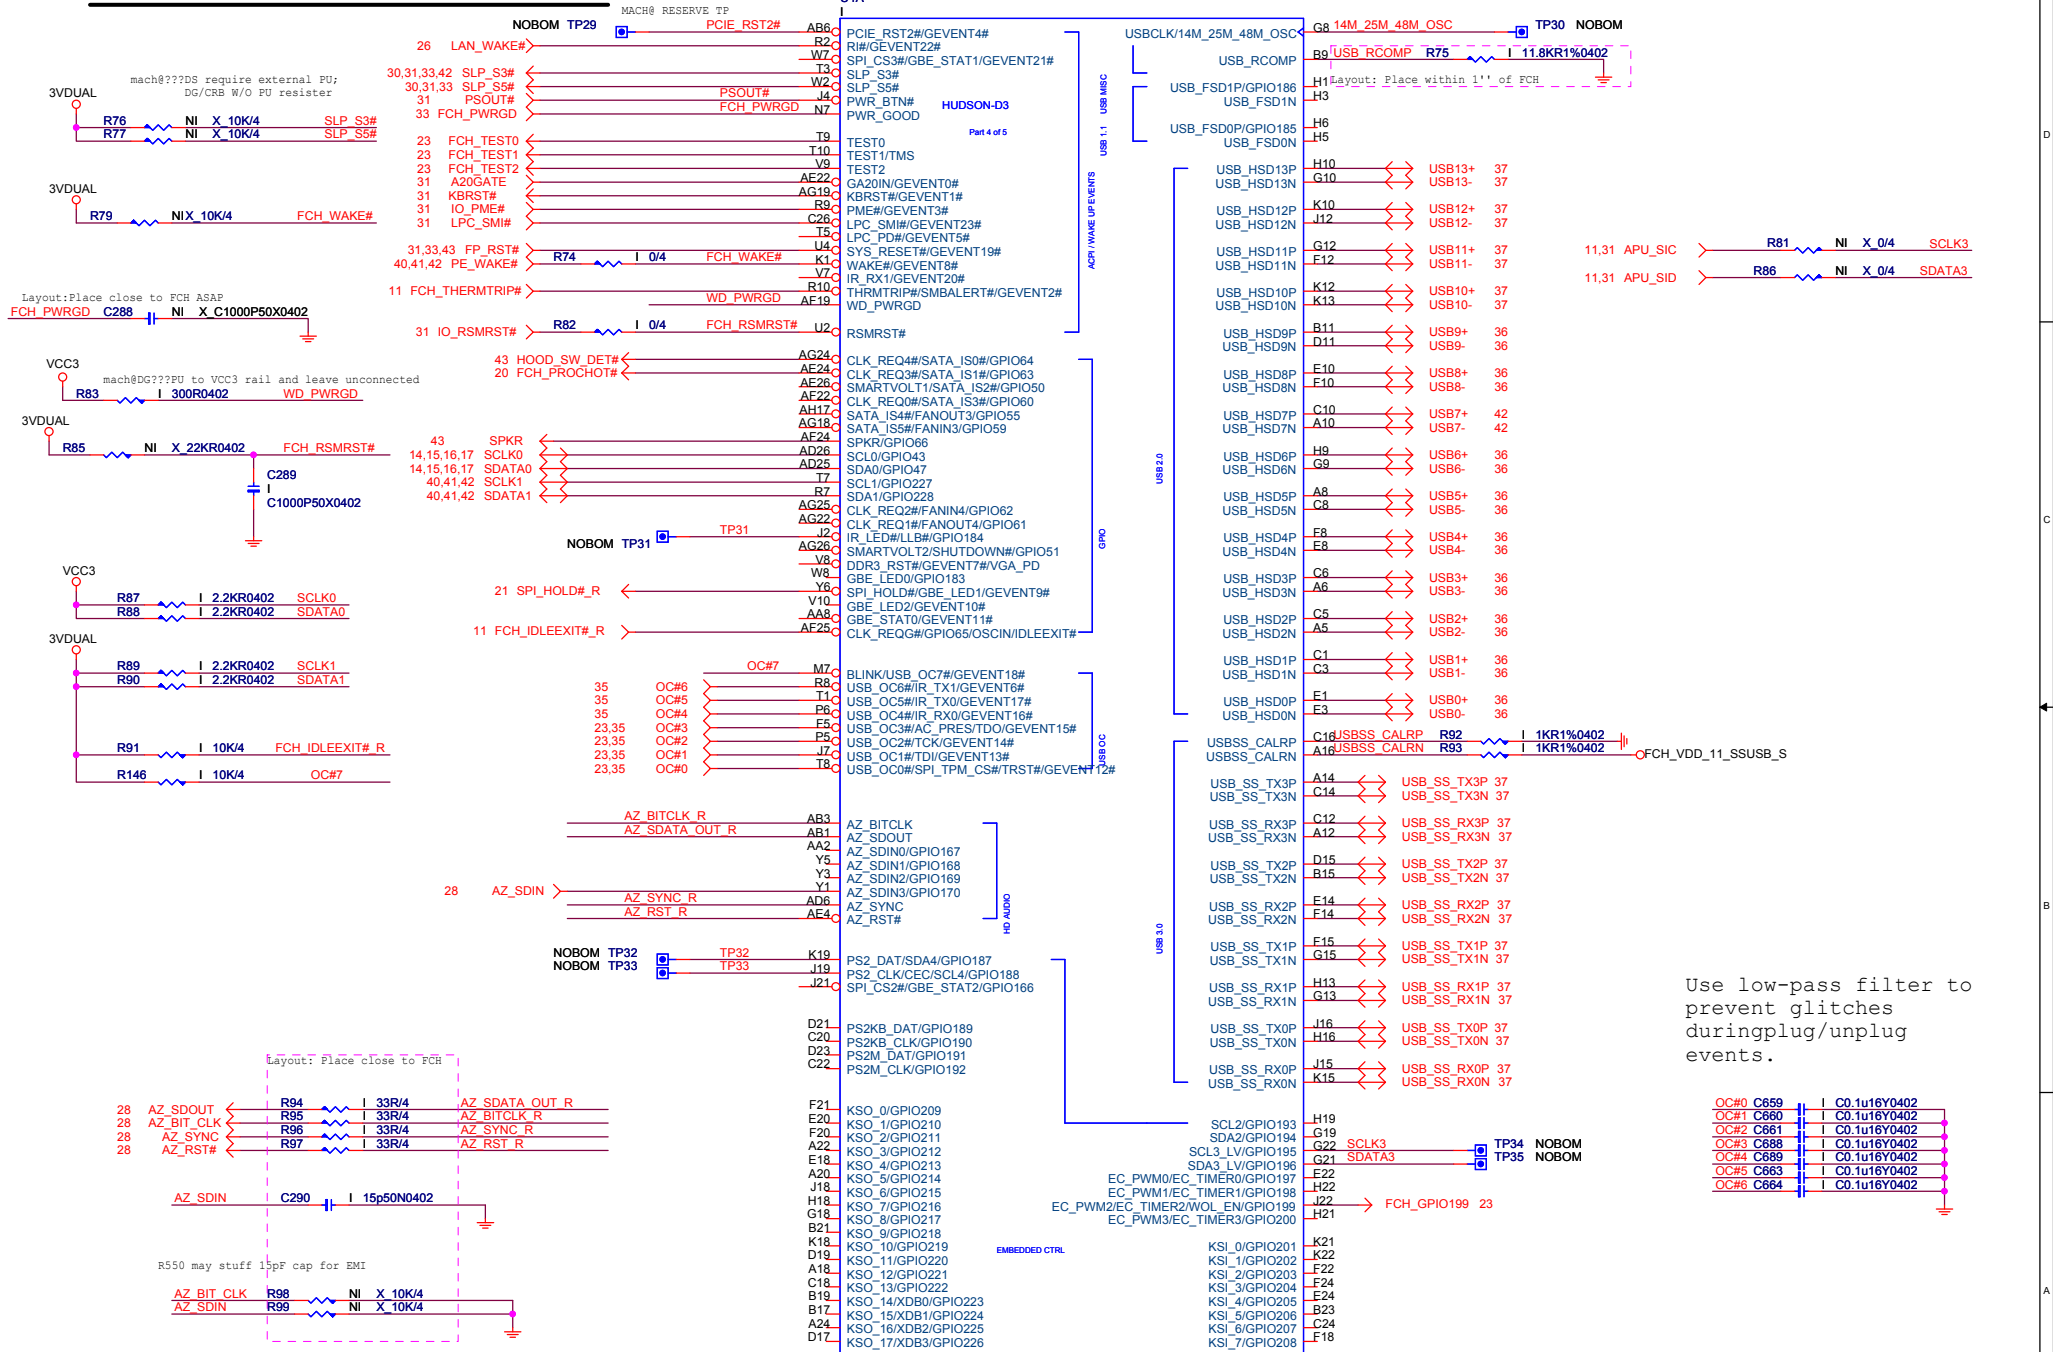 MACH@ RESERVE TP
NOBOM TP29 PCIE_RST2# AB6 PCIE_RST2#/GEVENT4#
26 LAN_WAKE# R2 RI#/GEVENT22#
W7 SPI_CS3#/GBE_STAT1/GEVENT21#
30,31,33,42 SLP_S3# T3 SLP_S3#
30,31,33 SLP_S5# W2 SLP_S5#
31 PSOUT# PSOUT# J4 PWR_BTN#
33 FCH_PWRGD FCH_PWRGD N7 PWR_GOOD
HUDSON-D3
Part 4 of 5
23 FCH_TEST0 T9 TEST0
23 FCH_TEST1 T10 TEST1/TMS
23 FCH_TEST2 V9 TEST2
31 A20GATE AE22 GA20IN/GEVENT0#
31 KBRST# AG19 KBRST#/GEVENT1#
31 IO_PME# R9 PME#/GEVENT3#
31 LPC_SMI# C26 LPC_SMI#/GEVENT23#
T5 LPC_PD#/GEVENT5#
31,33,43 FP_RST# U4 SYS_RESET#/GEVENT19#
40,41,42 PE_WAKE# R74 I 0/4 FCH_WAKE# K1 WAKE#/GEVENT8#
V7 IR_RX1/GEVENT20#
11 FCH_THERMTRIP# R10 THRMTRIP#/SMBALERT#/GEVENT2#
WD_PWRGD AF19 WD_PWRGD
31 IO_RSMRST# R82 I 0/4 FCH_RSMRST# U2 RSMRST#
ACPI / WAKE UP EVENTS
43 HOOD_SW_DET# AG24 CLK_REQ4#/SATA_IS0#/GPIO64
20 FCH_PROCHOT# AE24 CLK_REQ3#/SATA_IS1#/GPIO63
AE26 SMARTVOLT1/SATA_IS2#/GPIO50
AF22 CLK_REQ0#/SATA_IS3#/GPIO60
AH17 SATA_IS4#/FANOUT3/GPIO55
AG18 SATA_IS5#/FANIN3/GPIO59
43 SPKR AF24 SPKR/GPIO66
14,15,16,17 SCLK0 AD26 SCL0/GPIO43
14,15,16,17 SDATA0 AD25 SDA0/GPIO47
40,41,42 SCLK1 T7 SCL1/GPIO227
40,41,42 SDATA1 R7 SDA1/GPIO228
AG25 CLK_REQ2#/FANIN4/GPIO62
AG22 CLK_REQ1#/FANOUT4/GPIO61
NOBOM TP31 TP31 J2 IR_LED#/LLB#/GPIO184
AG26 SMARTVOLT2/SHUTDOWN#/GPIO51
V8 DDR3_RST#/GEVENT7#/VGA_PD
W8 GBE_LED0/GPIO183
21 SPI_HOLD#_R Y6 SPI_HOLD#/GBE_LED1/GEVENT9#
V10 GBE_LED2/GEVENT10#
AA8 GBE_STAT0/GEVENT11#
11 FCH_IDLEEXIT#_R AF25 CLK_REQG#/GPIO65/OSCIN/IDLEEXIT#
GPIO
OC#7 M7 BLINK/USB_OC7#/GEVENT18#
35 OC#6 R8 USB_OC6#/IR_TX1/GEVENT6#
35 OC#5 T1 USB_OC5#/IR_TX0/GEVENT17#
35 OC#4 P6 USB_OC4#/IR_RX0/GEVENT16#
23,35 OC#3 F5 USB_OC3#/AC_PRES/TDO/GEVENT15#
23,35 OC#2 P5 USB_OC2#/TCK/GEVENT14#
23,35 OC#1 J7 USB_OC1#/TDI/GEVENT13#
23,35 OC#0 T8 USB_OC0#/SPI_TPM_CS#/TRST#/GEVENT12#
USB OC
AZ_BITCLK_R AB3 AZ_BITCLK
AZ_SDATA_OUT_R AB1 AZ_SDOUT
AA2 AZ_SDIN0/GPIO167
Y5 AZ_SDIN1/GPIO168
Y3 AZ_SDIN2/GPIO169
28 AZ_SDIN Y1 AZ_SDIN3/GPIO170
AZ_SYNC_R AD6 AZ_SYNC
AZ_RST_R AE4 AZ_RST#
HD AUDIO
NOBOM TP32 TP32 K19 PS2_DAT/SDA4/GPIO187
NOBOM TP33 TP33 J19 PS2_CLK/CEC/SCL4/GPIO188
J21 SPI_CS2#/GBE_STAT2/GPIO166
D21 PS2KB_DAT/GPIO189
C20 PS2KB_CLK/GPIO190
D23 PS2M_DAT/GPIO191
C22 PS2M_CLK/GPIO192
F21 KSO_0/GPIO209
E20 KSO_1/GPIO210
F20 KSO_2/GPIO211
A22 KSO_3/GPIO212
E18 KSO_4/GPIO213
A20 KSO_5/GPIO214
J18 KSO_6/GPIO215
H18 KSO_7/GPIO216
G18 KSO_8/GPIO217
B21 KSO_9/GPIO218
K18 KSO_10/GPIO219
D19 KSO_11/GPIO220
A18 KSO_12/GPIO221
C18 KSO_13/GPIO222
B19 KSO_14/XDB0/GPIO223
B17 KSO_15/XDB1/GPIO224
A24 KSO_16/XDB2/GPIO225
D17 KSO_17/XDB3/GPIO226
EMBEDDED CTRL
mach@???DS require external PU;
DG/CRB W/O PU resister
3VDUAL
R76 NI X_10K/4 SLP_S3#
R77 NI X_10K/4 SLP_S5#
3VDUAL
R79 NI X_10K/4 FCH_WAKE#
Layout:Place close to FCH ASAP
FCH_PWRGD C288 NI X_C1000P50X0402
VCC3
mach@DG???PU to VCC3 rail and leave unconnected
R83 I 300R0402 WD_PWRGD
3VDUAL
R85 NI X_22KR0402 FCH_RSMRST#
C289
I
C1000P50X0402
VCC3
R87 I 2.2KR0402 SCLK0
R88 I 2.2KR0402 SDATA0
3VDUAL
R89 I 2.2KR0402 SCLK1
R90 I 2.2KR0402 SDATA1
R91 I 10K/4 FCH_IDLEEXIT#_R
R146 I 10K/4 OC#7
Layout: Place close to FCH
28 AZ_SDOUT R94 I 33R/4 AZ_SDATA_OUT_R
28 AZ_BIT_CLK R95 I 33R/4 AZ_BITCLK_R
28 AZ_SYNC R96 I 33R/4 AZ_SYNC_R
28 AZ_RST# R97 I 33R/4 AZ_RST_R
AZ_SDIN C290 I 15p50N0402
R550 may stuff 15pF cap for EMI
AZ_BIT_CLK R98 NI X_10K/4
AZ_SDIN R99 NI X_10K/4
USBCLK/14M_25M_48M_OSC G8 14M_25M_48M_OSC TP30 NOBOM
USB_RCOMP B9 USB_RCOMP R75 I 11.8KR1%0402
Layout: Place within 1'' of FCH
USB MISC
USB_FSD1P/GPIO186 H1
USB_FSD1N H3
USB_FSD0P/GPIO185 H6
USB_FSD0N H5
USB 1.1
USB_HSD13P H10 USB13+ 37
USB_HSD13N G10 USB13- 37
USB_HSD12P K10 USB12+ 37
USB_HSD12N J12 USB12- 37
USB_HSD11P G12 USB11+ 37
USB_HSD11N F12 USB11- 37
USB_HSD10P K12 USB10+ 37
USB_HSD10N K13 USB10- 37
USB_HSD9P B11 USB9+ 36
USB_HSD9N D11 USB9- 36
USB_HSD8P E10 USB8+ 36
USB_HSD8N F10 USB8- 36
USB_HSD7P C10 USB7+ 42
USB_HSD7N A10 USB7- 42
USB_HSD6P H9 USB6+ 36
USB_HSD6N G9 USB6- 36
USB_HSD5P A8 USB5+ 36
USB_HSD5N C8 USB5- 36
USB_HSD4P F8 USB4+ 36
USB_HSD4N E8 USB4- 36
USB_HSD3P C6 USB3+ 36
USB_HSD3N A6 USB3- 36
USB_HSD2P C5 USB2+ 36
USB_HSD2N A5 USB2- 36
USB_HSD1P C1 USB1+ 36
USB_HSD1N C3 USB1- 36
USB_HSD0P E1 USB0+ 36
USB_HSD0N E3 USB0- 36
USB 2.0
USBSS_CALRP C16 USBSS_CALRP R92 I 1KR1%0402
USBSS_CALRN A16 USBSS_CALRN R93 I 1KR1%0402 FCH_VDD_11_SSUSB_S
USB_SS_TX3P A14 USB_SS_TX3P 37
USB_SS_TX3N C14 USB_SS_TX3N 37
USB_SS_RX3P C12 USB_SS_RX3P 37
USB_SS_RX3N A12 USB_SS_RX3N 37
USB_SS_TX2P D15 USB_SS_TX2P 37
USB_SS_TX2N B15 USB_SS_TX2N 37
USB_SS_RX2P E14 USB_SS_RX2P 37
USB_SS_RX2N F14 USB_SS_RX2N 37
USB_SS_TX1P F15 USB_SS_TX1P 37
USB_SS_TX1N G15 USB_SS_TX1N 37
USB_SS_RX1P H13 USB_SS_RX1P 37
USB_SS_RX1N G13 USB_SS_RX1N 37
USB_SS_TX0P J16 USB_SS_TX0P 37
USB_SS_TX0N H16 USB_SS_TX0N 37
USB_SS_RX0P J15 USB_SS_RX0P 37
USB_SS_RX0N K15 USB_SS_RX0N 37
USB 3.0
SCL2/GPIO193 H19
SDA2/GPIO194 G19
SCL3_LV/GPIO195 G22 SCLK3 TP34 NOBOM
SDA3_LV/GPIO196 G21 SDATA3 TP35 NOBOM
EC_PWM0/EC_TIMER0/GPIO197 E22
EC_PWM1/EC_TIMER1/GPIO198 H22
EC_PWM2/EC_TIMER2/WOL_EN/GPIO199 J22 FCH_GPIO199 23
EC_PWM3/EC_TIMER3/GPIO200 H21
KSI_0/GPIO201 K21
KSI_1/GPIO202 K22
KSI_2/GPIO203 F22
KSI_3/GPIO204 F24
KSI_4/GPIO205 E24
KSI_5/GPIO206 B23
KSI_6/GPIO207 C24
KSI_7/GPIO208 F18
11,31 APU_SIC R81 NI X_0/4 SCLK3
11,31 APU_SID R86 NI X_0/4 SDATA3
Use low-pass filter to
prevent glitches
duringplug/unplug
events.
OC#0 C659 I C0.1u16Y0402
OC#1 C660 I C0.1u16Y0402
OC#2 C661 I C0.1u16Y0402
OC#3 C688 I C0.1u16Y0402
OC#4 C689 I C0.1u16Y0402
OC#5 C663 I C0.1u16Y0402
OC#6 C664 I C0.1u16Y0402
D
C
B
A